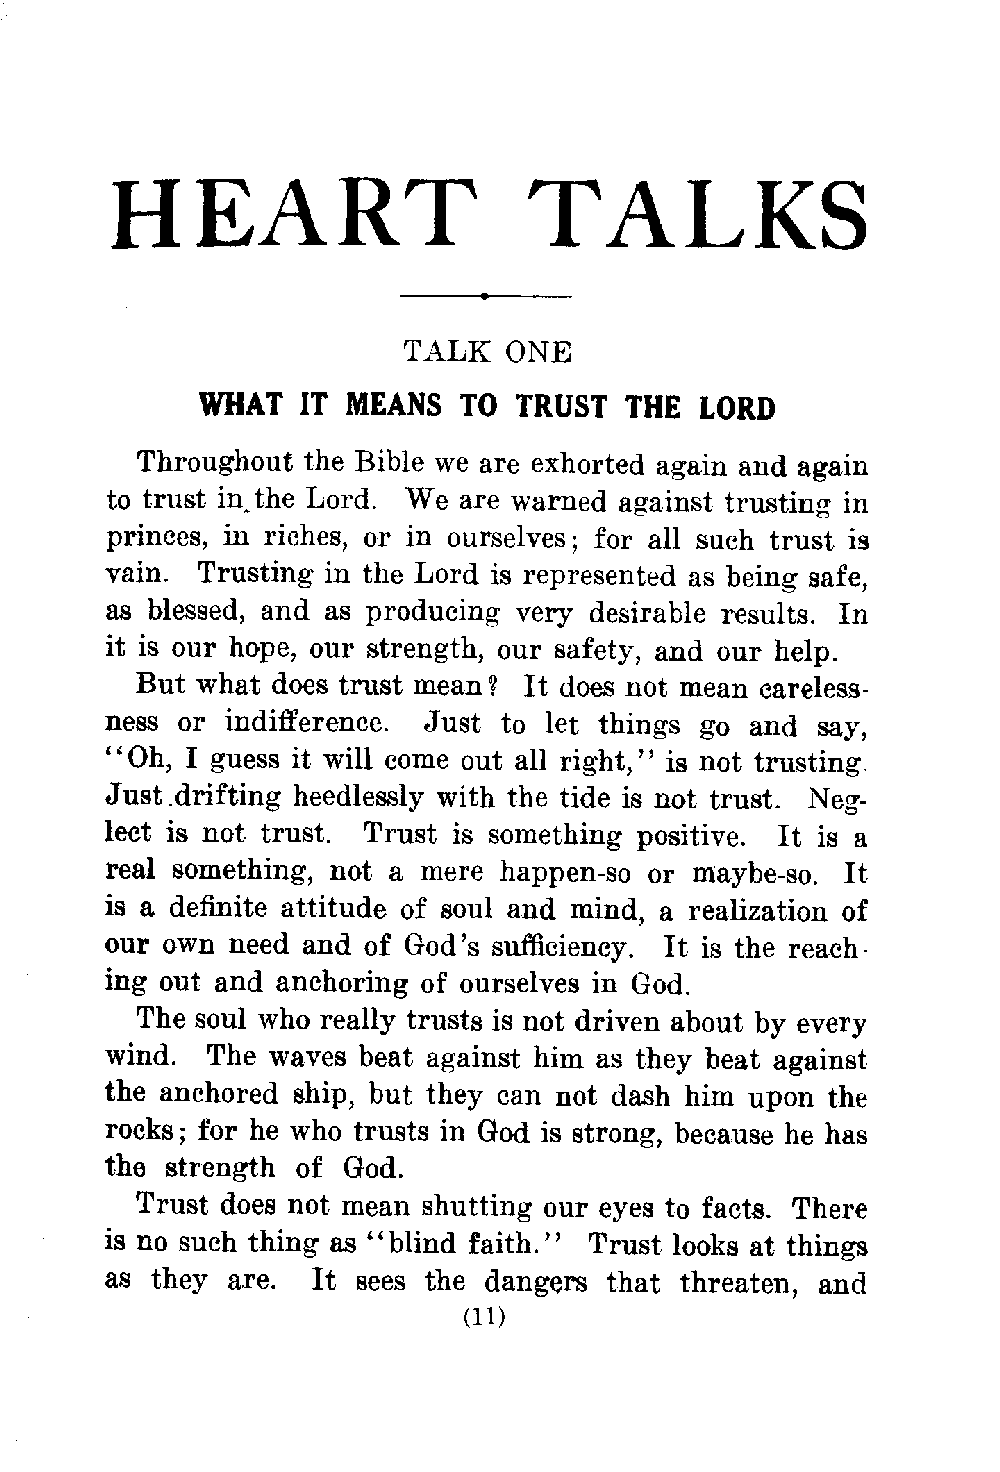 HEART TALKS
TALK ONE
WHAT IT MEANS TO TRUST THE LORD
Throughout the Bible we are exhorted again and again
to trust in the Lord. We are warned against trusting in
princes, in riches, or in ourselves; for all such trust is
vain. Trusting in the Lord is represented as being safe,
as blessed, and as producing very desirable results. In
it is our hope, our strength, our safety, and our help.
But what does trust mean? It does not mean careless-
ness or indifference. Just to let things go and say,
"Oh, I guess it will come out all right," is not trusting.
Just drifting heedlessly with the tide is not trust. Neg-
lect is not trust. Trust is something positive. It is a
real something, not a mere happen-so or maybe-so. It
is a definite attitude of soul and mind, a realization of
our own need and of God's sufficiency. It is the reach-
ing out and anchoring of ourselves in God.
The soul who really trusts is not driven about by every
wind. The waves beat against him as they beat against
the anchored ship, but they can not dash him upon the
rocks; for he who trusts in God is strong, because he has
the strength of God.
Trust does not mean shutting our eyes to facts. There
is no such thing as "blind faith." Trust looks at things
as they are. It sees the dangers that threaten, and
(11)